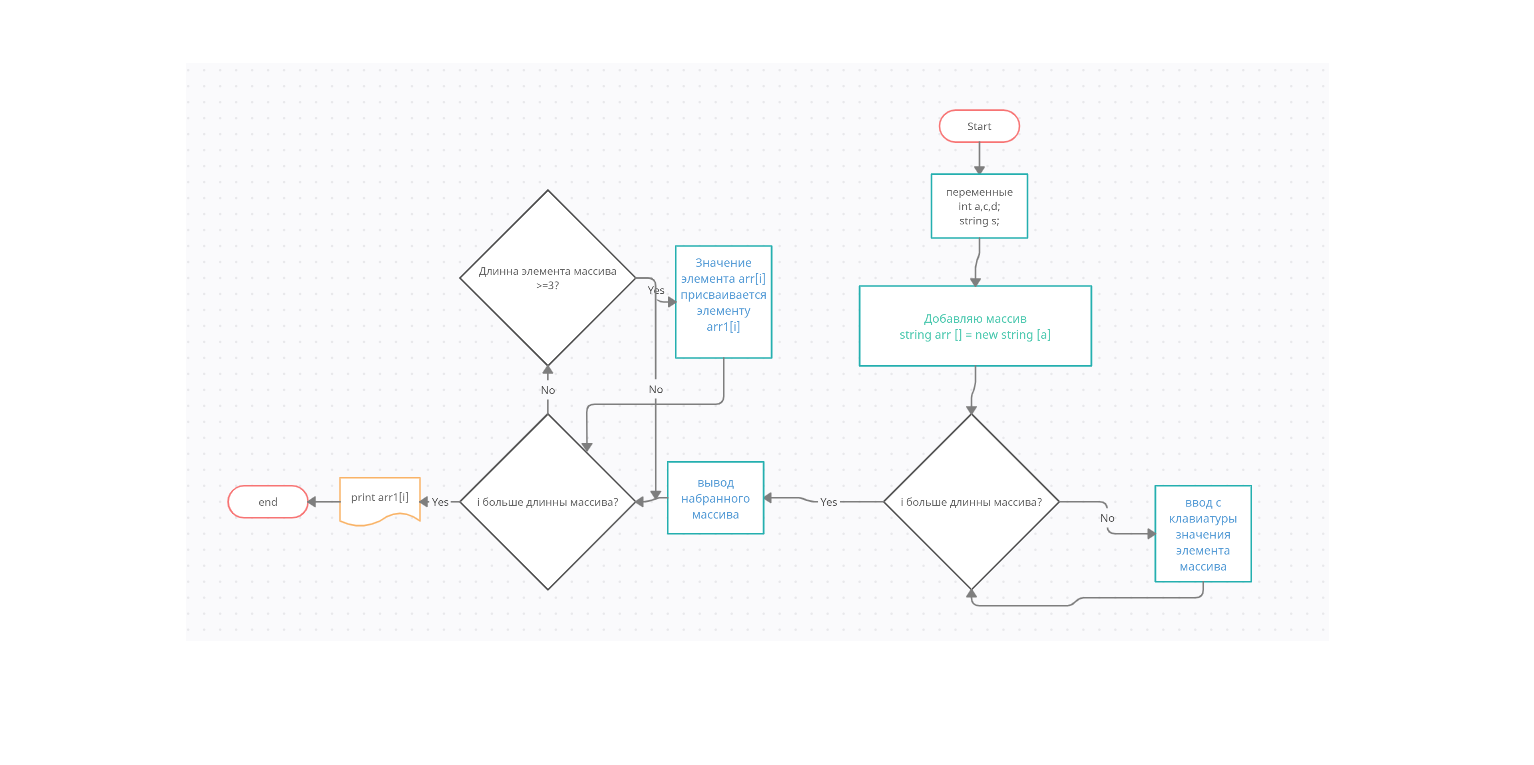 Start
переменные
int a,c,d;
string s;
Добавляю массив
string arr [] = new string [a]
i больше длинны массива?
No
ввод с
клавиатуры
значения
элемента
массива
Yes
вывод
набранного
массива
i больше длинны массива?
No
Длинна элемента массива
>=3?
Yes
Значение
элемента arr[i]
присваивается
элементу
arr1[i]
No
Yes
print arr1[i]
end